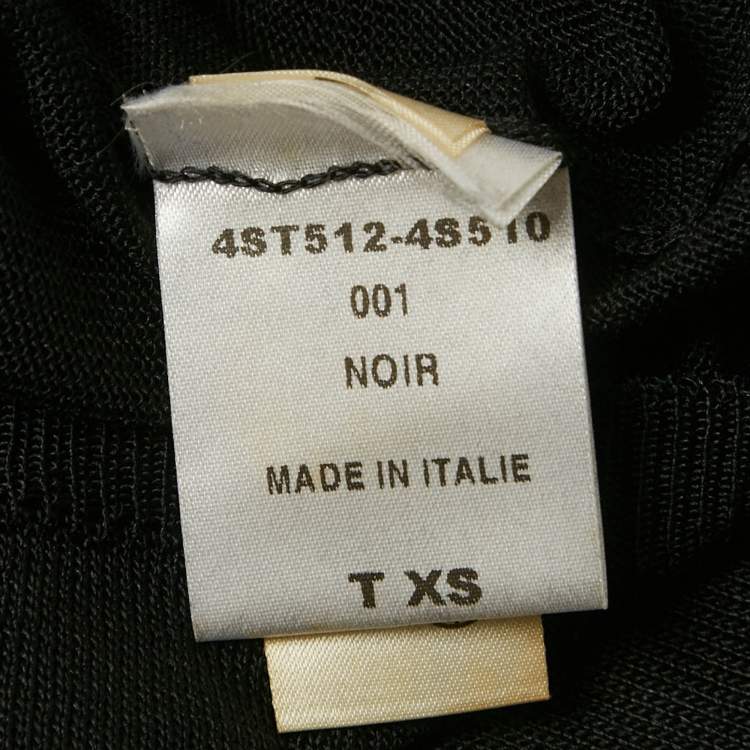 4ST512-4S510
001
NOIR
MADE IN ITALIE
T XS